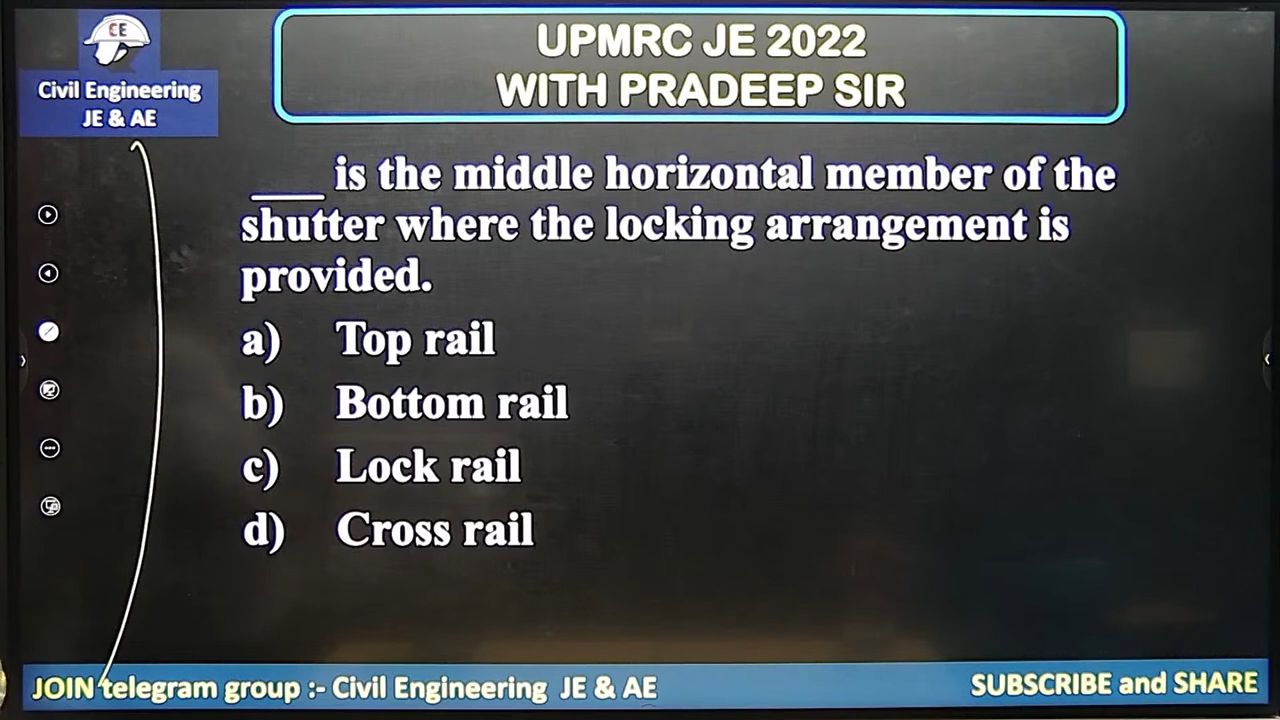 CE
Civil Engineering
JE & AE
UPMRC JE 2022
WITH PRADEEP SIR
___ is the middle horizontal member of the
shutter where the locking arrangement is
provided.
a) Top rail
b) Bottom rail
c) Lock rail
d) Cross rail
JOIN telegram group :- Civil Engineering JE & AE
SUBSCRIBE and SHARE